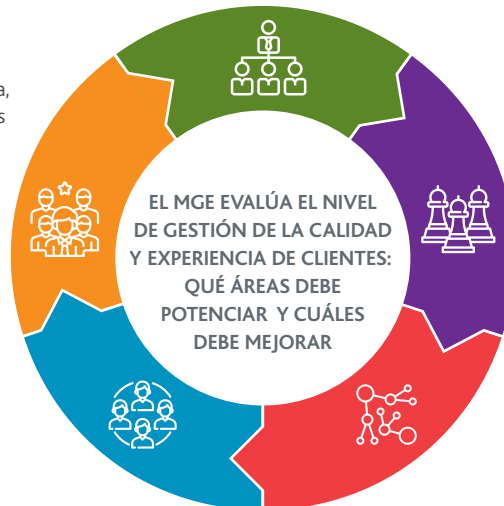 EL MGE EVALÚA EL NIVEL
DE GESTIÓN DE LA CALIDAD
Y EXPERIENCIA DE CLIENTES:
QUÉ ÁREAS DEBE
POTENCIAR Y CUÁLES
DEBE MEJORAR